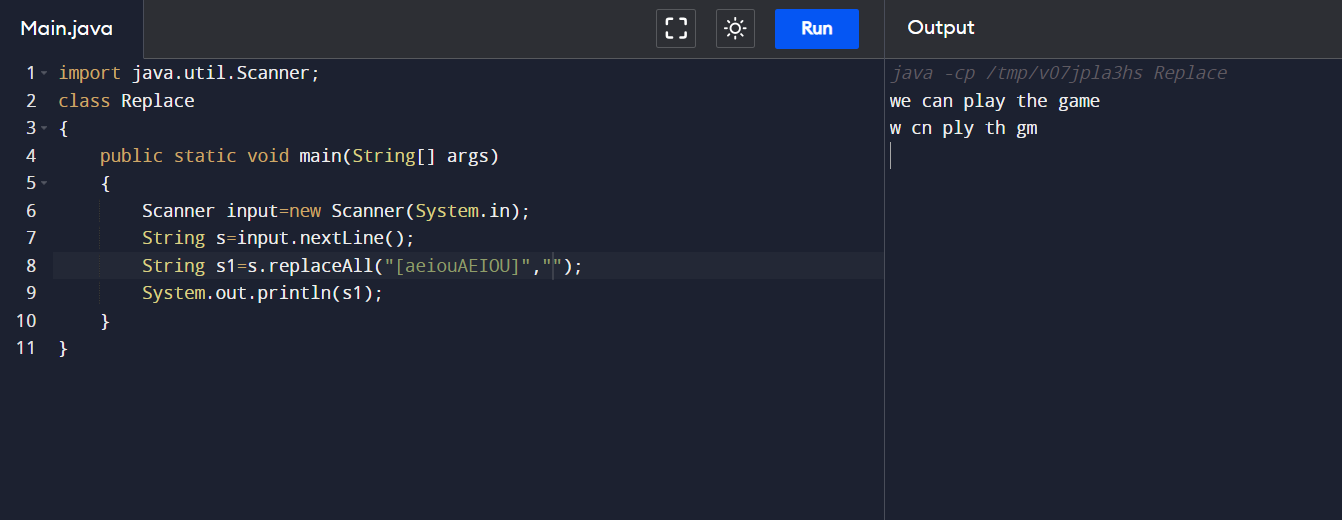 Main.java
Run
Output
1 import java.util.Scanner;
2 class Replace
3 {
4     public static void main(String[] args)
5     {
6         Scanner input=new Scanner(System.in);
7         String s=input.nextLine();
8         String s1=s.replaceAll("[aeiouAEIOU]","");
9         System.out.println(s1);
10     }
11 }
java -cp /tmp/v07jpla3hs Replace
we can play the game
w cn ply th gm